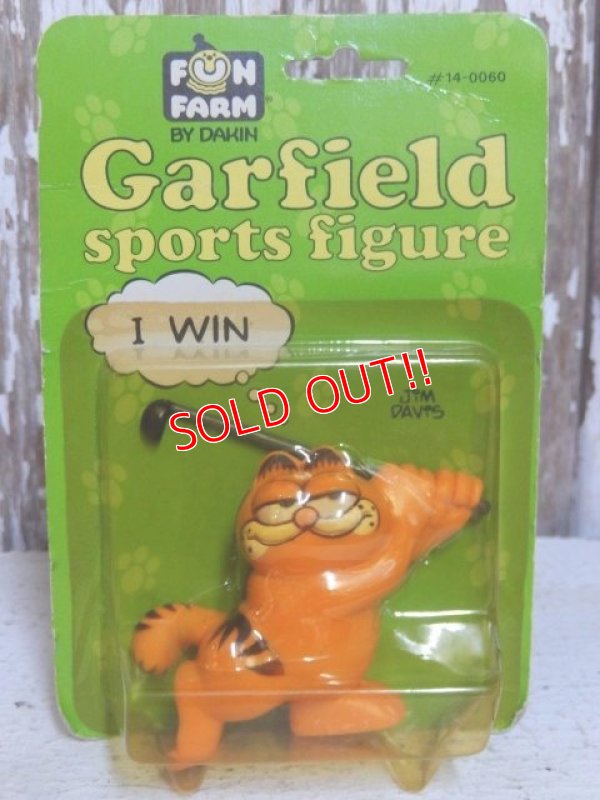 FUN
FARM
BY DAKIN
#14-0060
Garfield
sports figure
I WIN
SOLD OUT!!
JIM
DAVIS